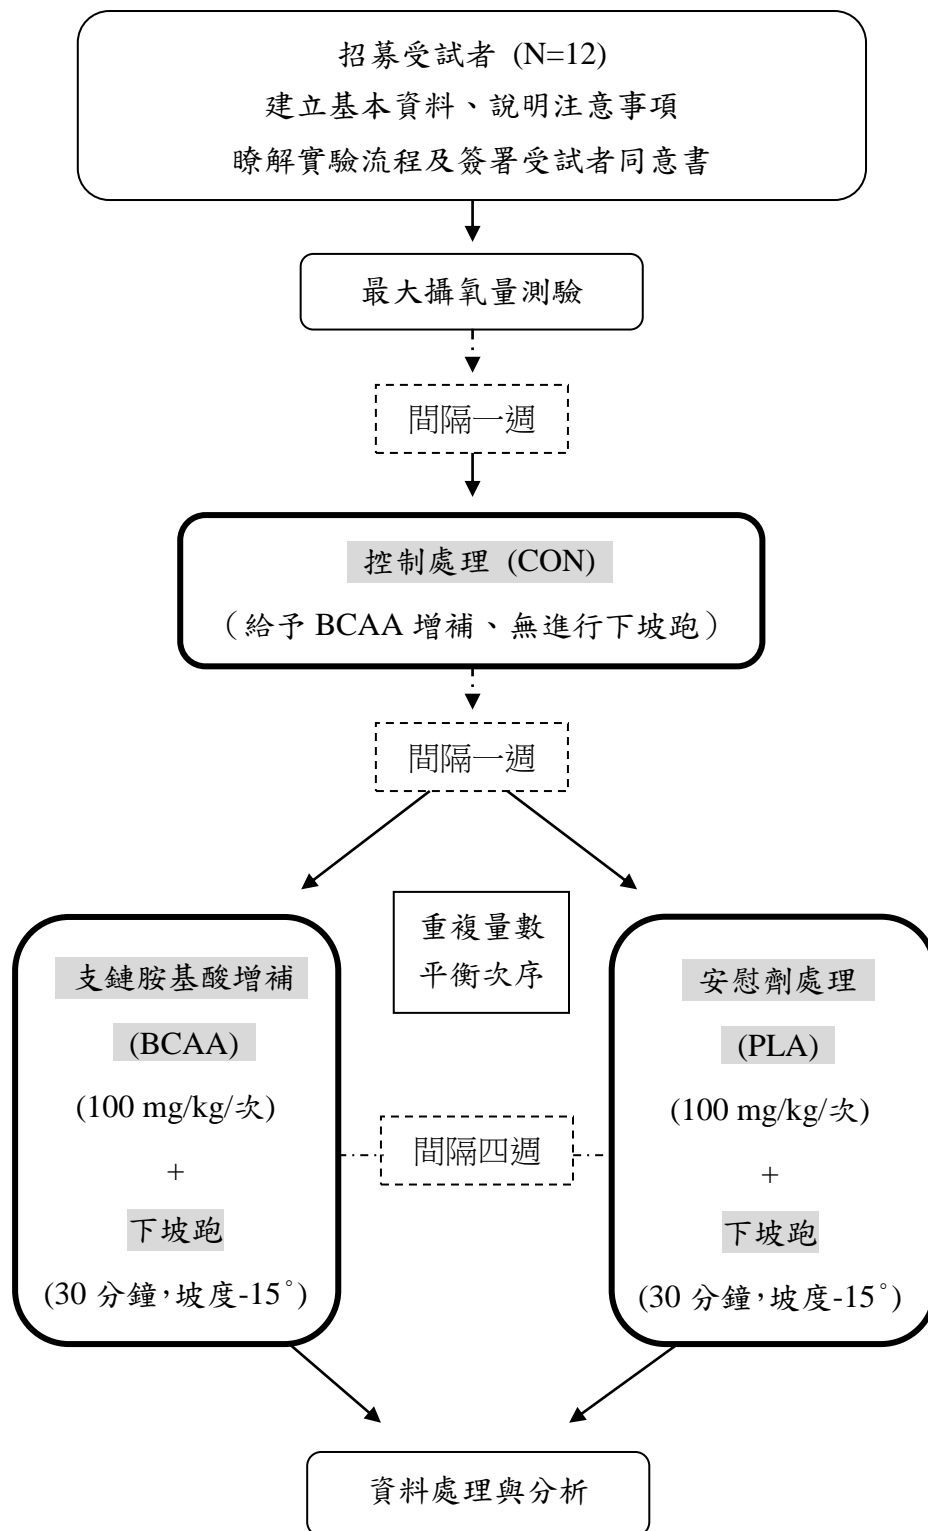 招募受試者 (N=12)
建立基本資料、說明注意事項
瞭解實驗流程及簽署受試者同意書
最大攝氧量測驗
間隔一週
控制處理 (CON)
（給予 BCAA 增補、無進行下坡跑）
間隔一週
重複量數
平衡次序
支鏈胺基酸增補
(BCAA)
(100 mg/kg/次)
+
下坡跑
(30 分鐘，坡度-15°)
間隔四週
安慰劑處理
(PLA)
(100 mg/kg/次)
+
下坡跑
(30 分鐘，坡度-15°)
資料處理與分析